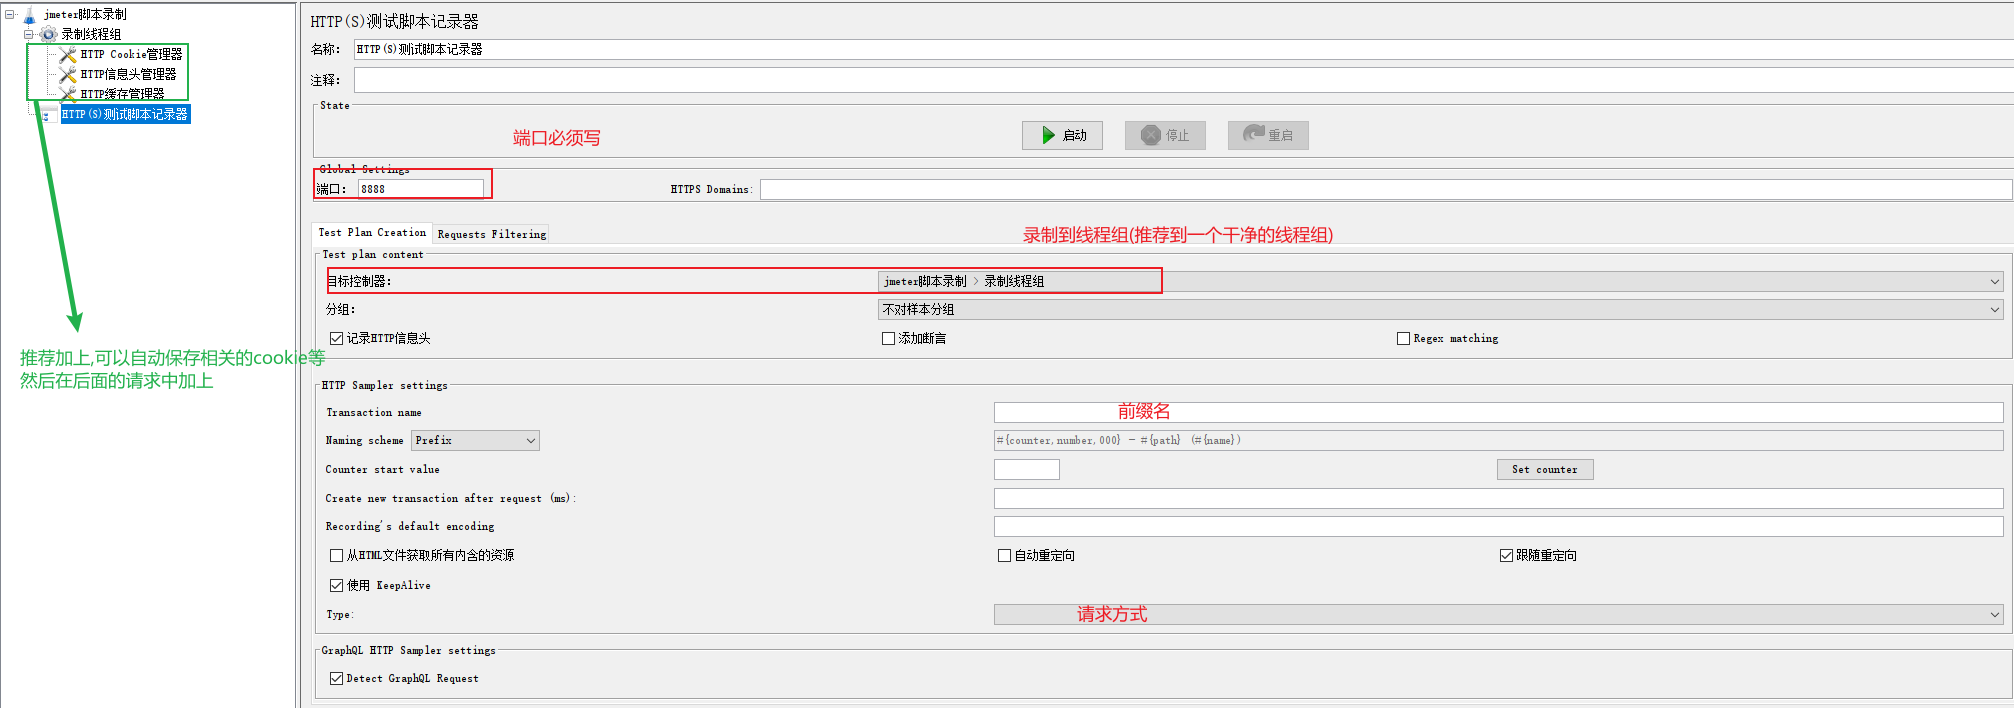 jmeter脚本录制
录制线程组
HTTP Cookie管理器
HTTP信息头管理器
HTTP缓存管理器
HTTP(S)测试脚本记录器
推荐加上,可以自动保存相关的cookie等
然后在后面的请求中加上
HTTP(S)测试脚本记录器
名称： HTTP(S)测试脚本记录器
注释：
State
端口必须写
启动 停止 重启
Global Settings
端口： 8888 HTTPS Domains:
Test Plan Creation Requests Filtering
录制到线程组(推荐到一个干净的线程组)
Test plan content
目标控制器： jmeter脚本录制 > 录制线程组
分组： 不对样本分组
记录HTTP信息头 添加断言 Regex matching
HTTP Sampler settings
Transaction name 前缀名
Naming scheme Prefix #{counter,number,000} - #{path} (#{name})
Counter start value Set counter
Create new transaction after request (ms):
Recording's default encoding
从HTML文件获取所有内含的资源 自动重定向 跟随重定向
使用 KeepAlive
Type: 请求方式
GraphQL HTTP Sampler settings
Detect GraphQL Request